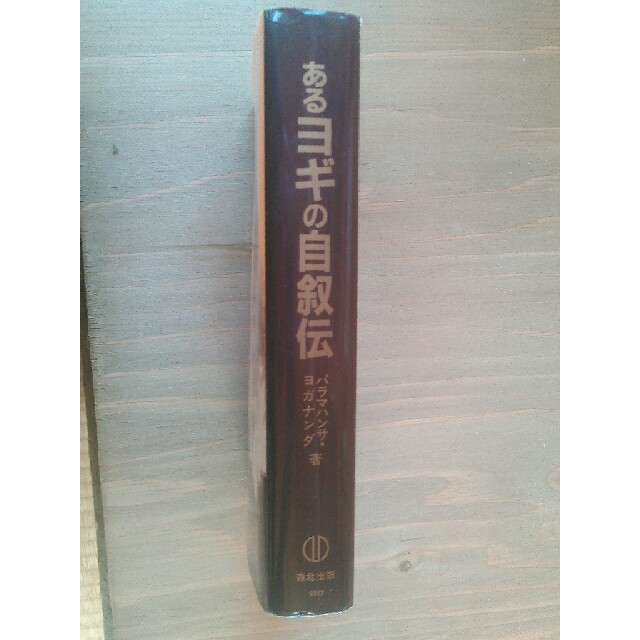 あるヨギの自叙伝
パラマハンサ・
ヨガナンダ
著
森北出版